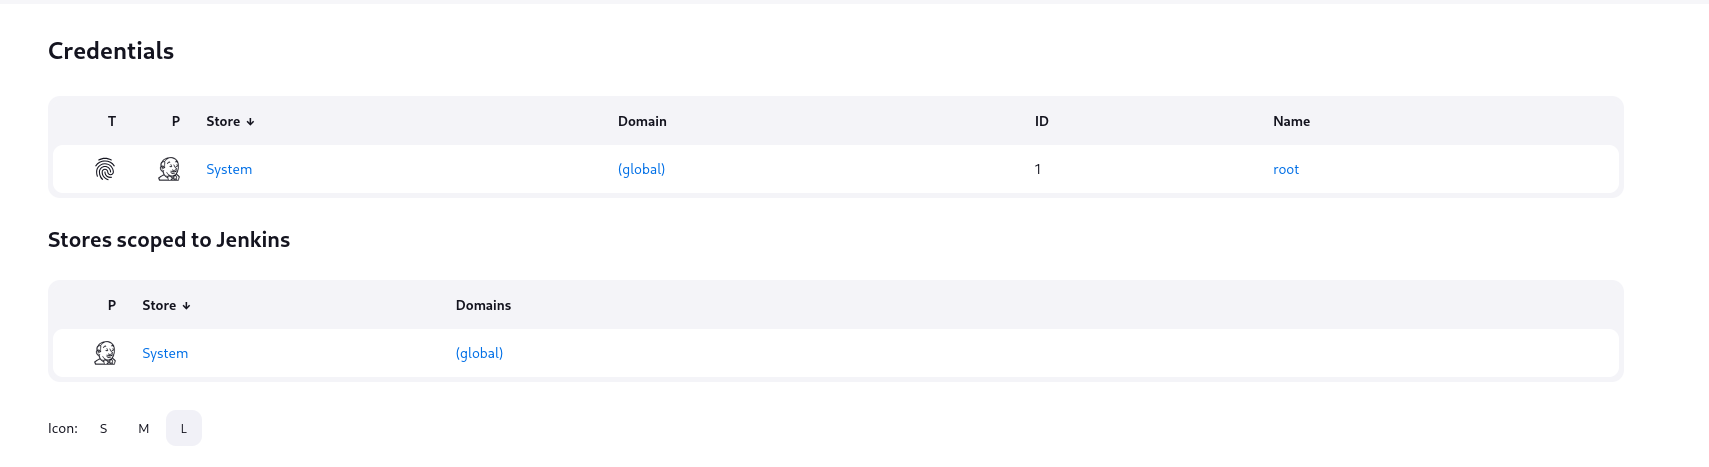 Credentials
T P Store ↓ Domain ID Name
System (global) 1 root
Stores scoped to Jenkins
P Store ↓ Domains
System (global)
Icon: S M L